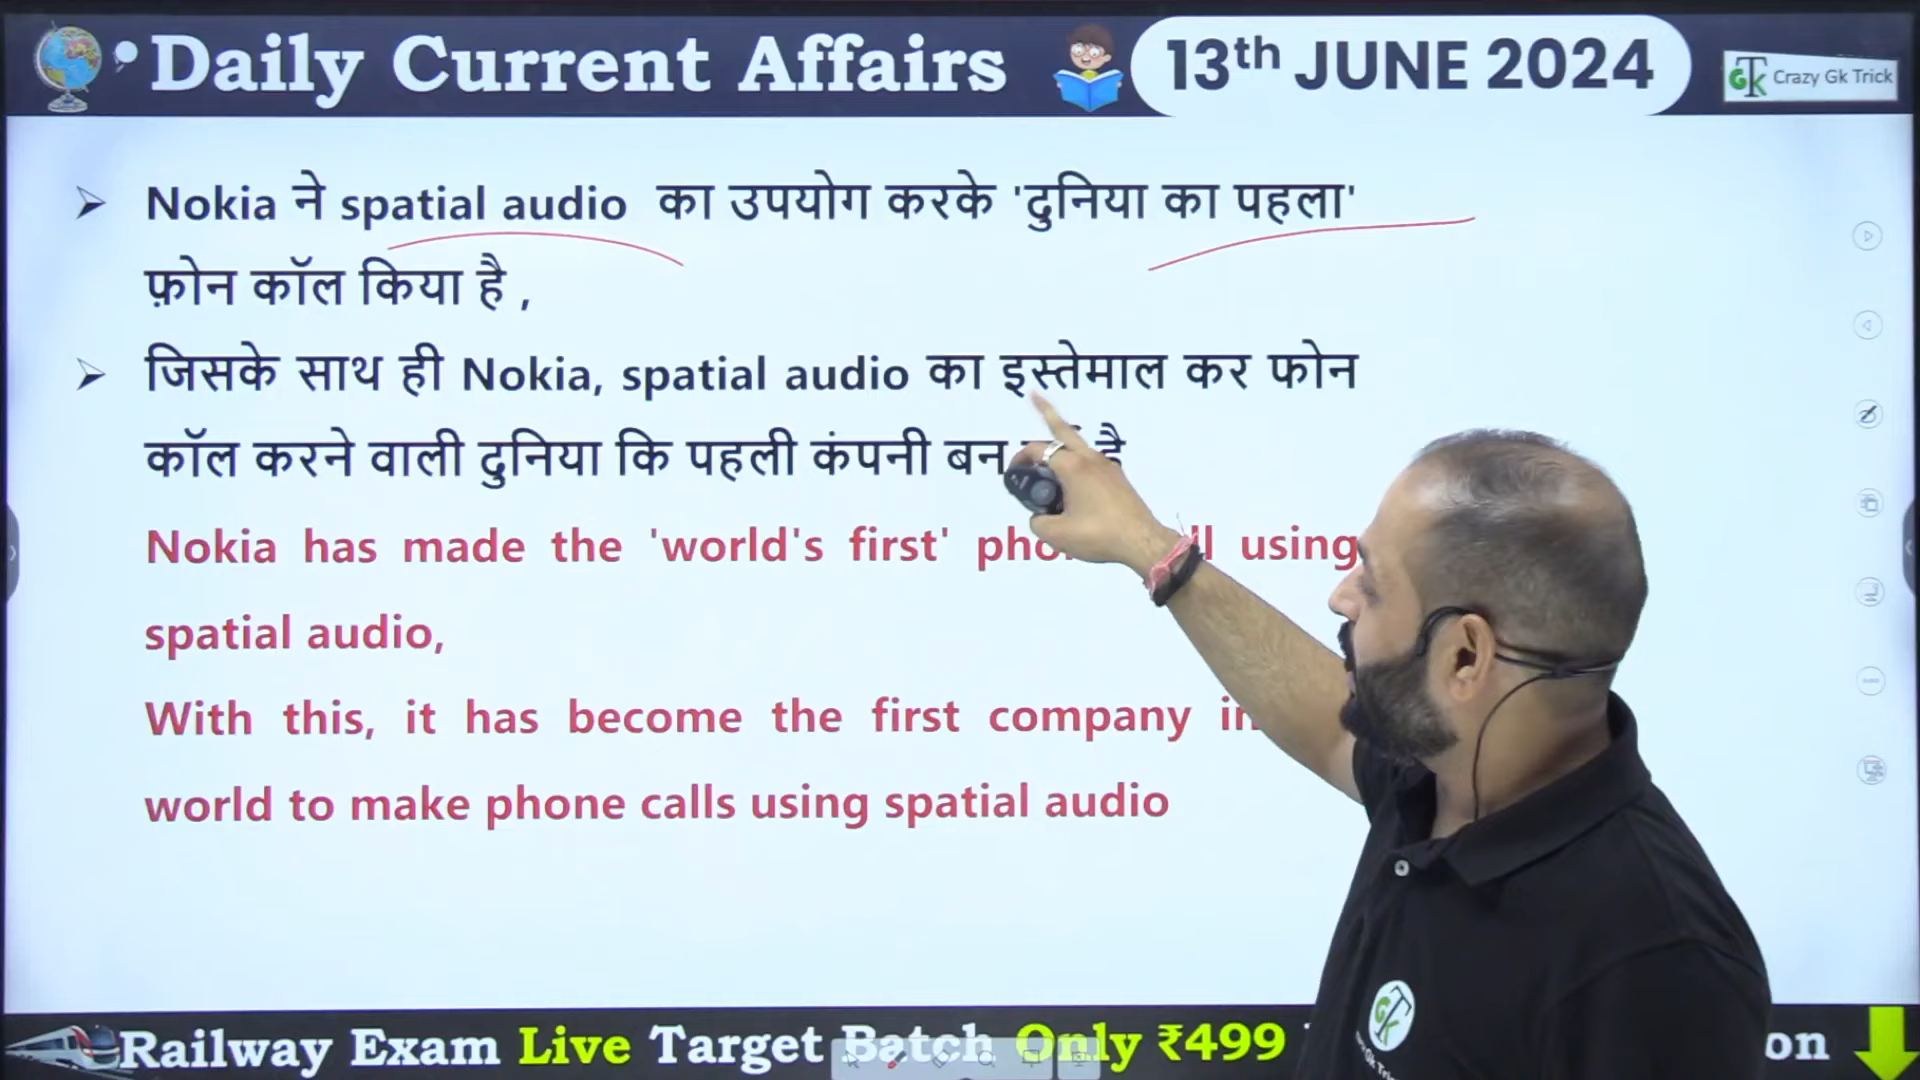 Daily Current Affairs
13th JUNE 2024
GTK Crazy Gk Trick
Nokia ने spatial audio का उपयोग करके 'दुनिया का पहला'
फ़ोन कॉल किया है ,
जिसके साथ ही Nokia, spatial audio का इस्तेमाल कर फोन
कॉल करने वाली दुनिया कि पहली कंपनी बन है
Nokia has made the 'world's first' using
spatial audio,
With this, it has become the first company in
world to make phone calls using spatial audio
Railway Exam Live Target Batch Only ₹499 on
GTK